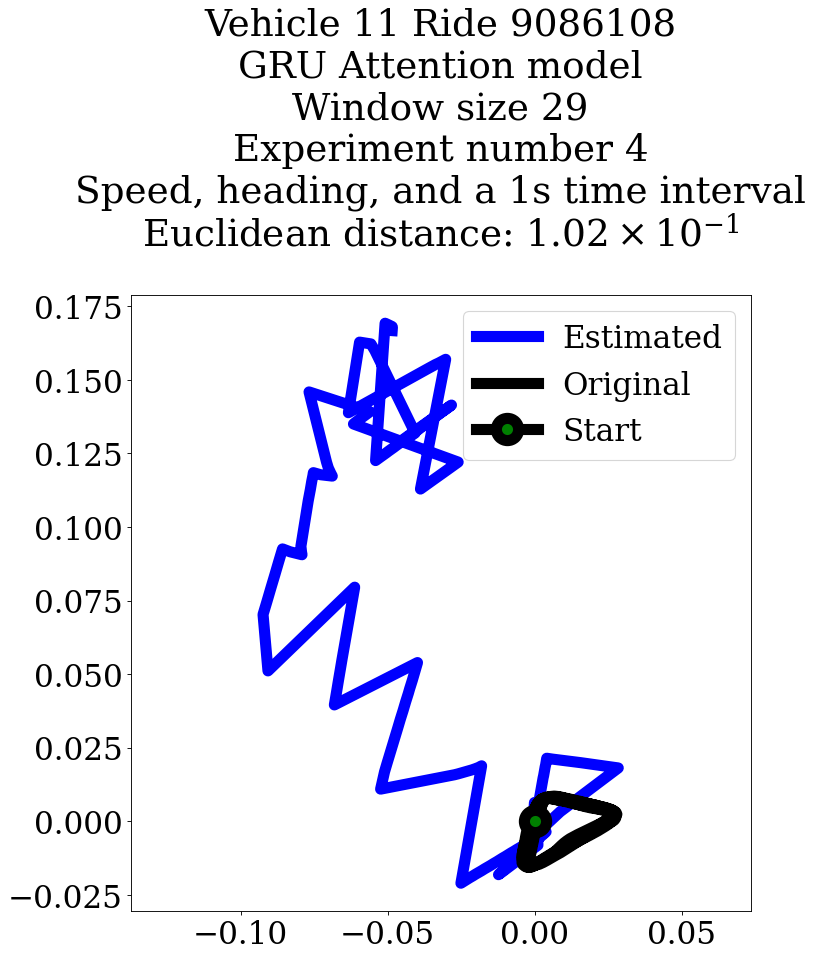 Vehicle 11 Ride 9086108
GRU Attention model
Window size 29
Experiment number 4
Speed, heading, and a 1s time interval
Euclidean distance: 1.02 × 10⁻¹
0.175
0.150
0.125
0.100
0.075
0.050
0.025
0.000
−0.025
Estimated
Original
Start
−0.10
−0.05
0.00
0.05